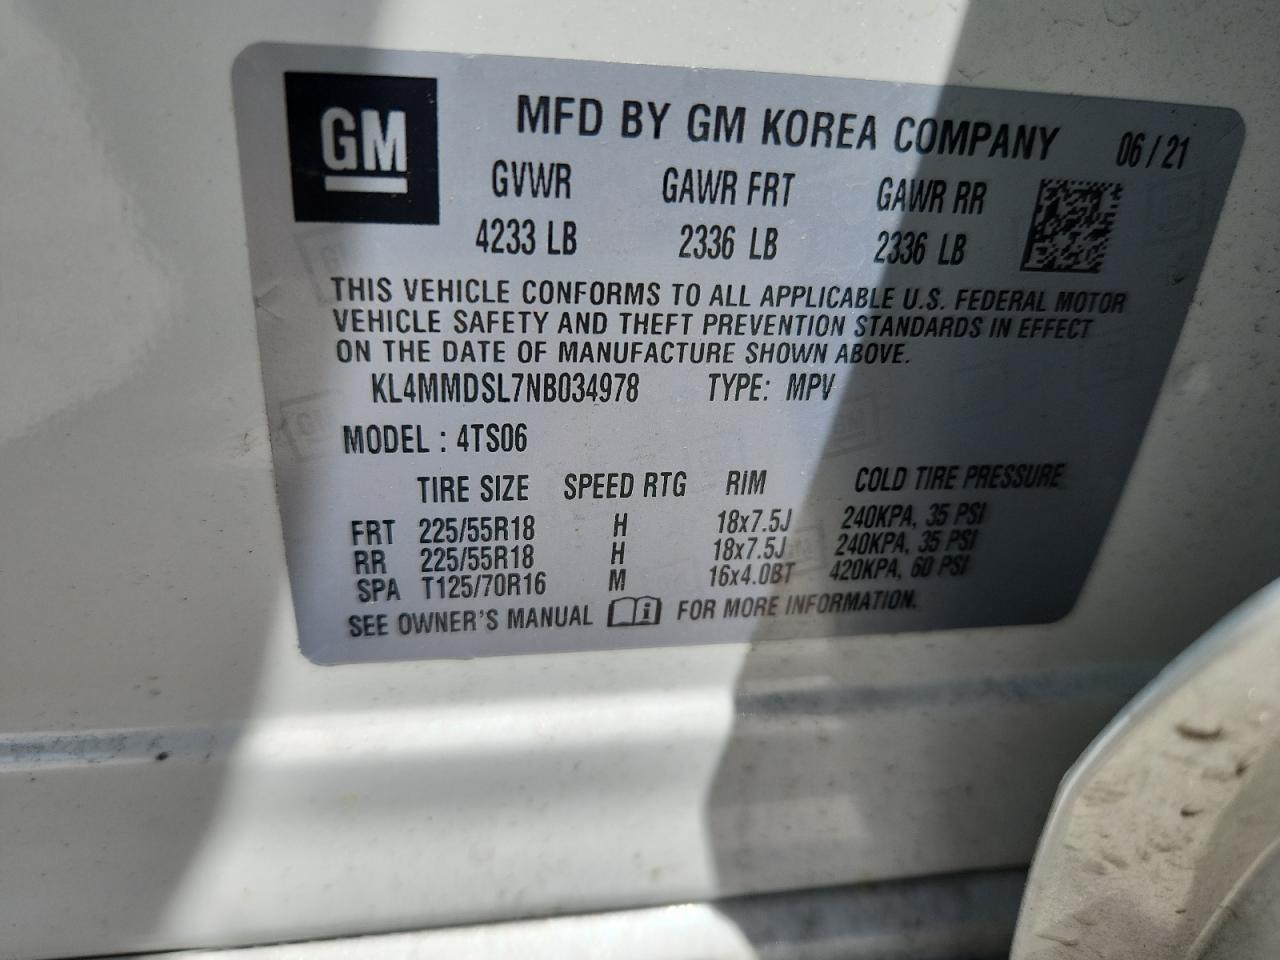 GM
MFD BY GM KOREA COMPANY 06/21
GVWR GAWR FRT GAWR RR
4233 LB 2336 LB 2336 LB
THIS VEHICLE CONFORMS TO ALL APPLICABLE U.S. FEDERAL MOTOR
VEHICLE SAFETY AND THEFT PREVENTION STANDARDS IN EFFECT
ON THE DATE OF MANUFACTURE SHOWN ABOVE.
KL4MMDSL7NB034978 TYPE: MPV
MODEL : 4TS06
TIRE SIZE SPEED RTG RIM COLD TIRE PRESSURE
FRT 225/55R18 H 18x7.5J 240KPA, 35 PSI
RR 225/55R18 H 18x7.5J 240KPA, 35 PSI
SPA T125/70R16 M 16x4.0BT 420KPA, 60 PSI
SEE OWNER'S MANUAL FOR MORE INFORMATION.